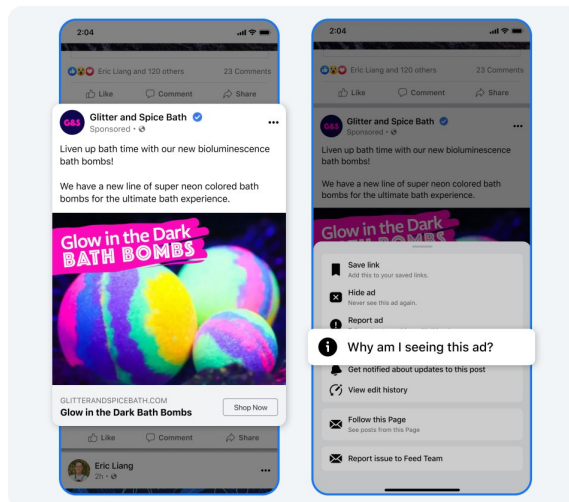 2:04
Eric Liang and 120 others 23 Comments
Like Comment Share
G&S
Glitter and Spice Bath
Sponsored •
Liven up bath time with our new bioluminescence
bath bombs!
We have a new line of super neon colored bath
bombs for the ultimate bath experience.
Glow in the Dark
BATH BOMBS
GLITTERANDSPICEBATH.COM
Glow in the Dark Bath Bombs
Shop Now
Like Comment Share
Eric Liang
2h •
2:04
Eric Liang and 120 others 23 Comments
Like Comment Share
G&S
Glitter and Spice Bath
Sponsored •
Liven up bath time with our new bioluminescence
bath bombs!
We have a new line of super neon colored bath
bombs for the ultimate bath experience.
Glow in the Dark
BATH BOMBS
Save link
Add this to your saved links.
Hide ad
Never see this ad again.
Report ad
Why am I seeing this ad?
Get notified about updates to this post
View edit history
Follow this Page
See posts from this Page
Report issue to Feed Team